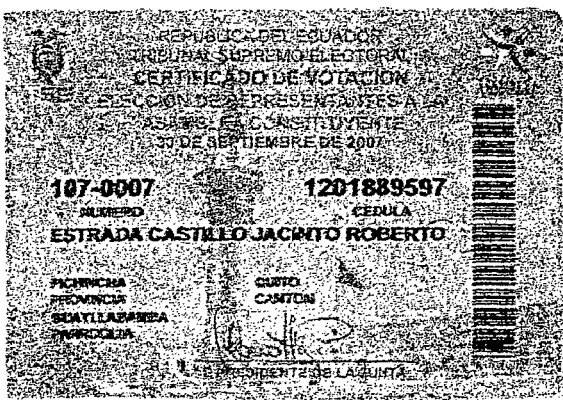 REPUBLICA DEL ECUADOR
TRIBUNAL SUPREMO ELECTORAL
CERTIFICADO DE VOTACION
ELECCION DE REPRESENTANTES A LA
ASAMBLEA CONSTITUYENTE
30 DE SEPTIEMBRE DE 2007
107-0007 1201889597
NUMERO CEDULA
ESTRADA CASTILLO JACINTO ROBERTO
PICHINCHA QUITO
PROVINCIA CANTON
GUAYLLABAMBA
PARROQUIA
PRESIDENTE DE LA JUNTA